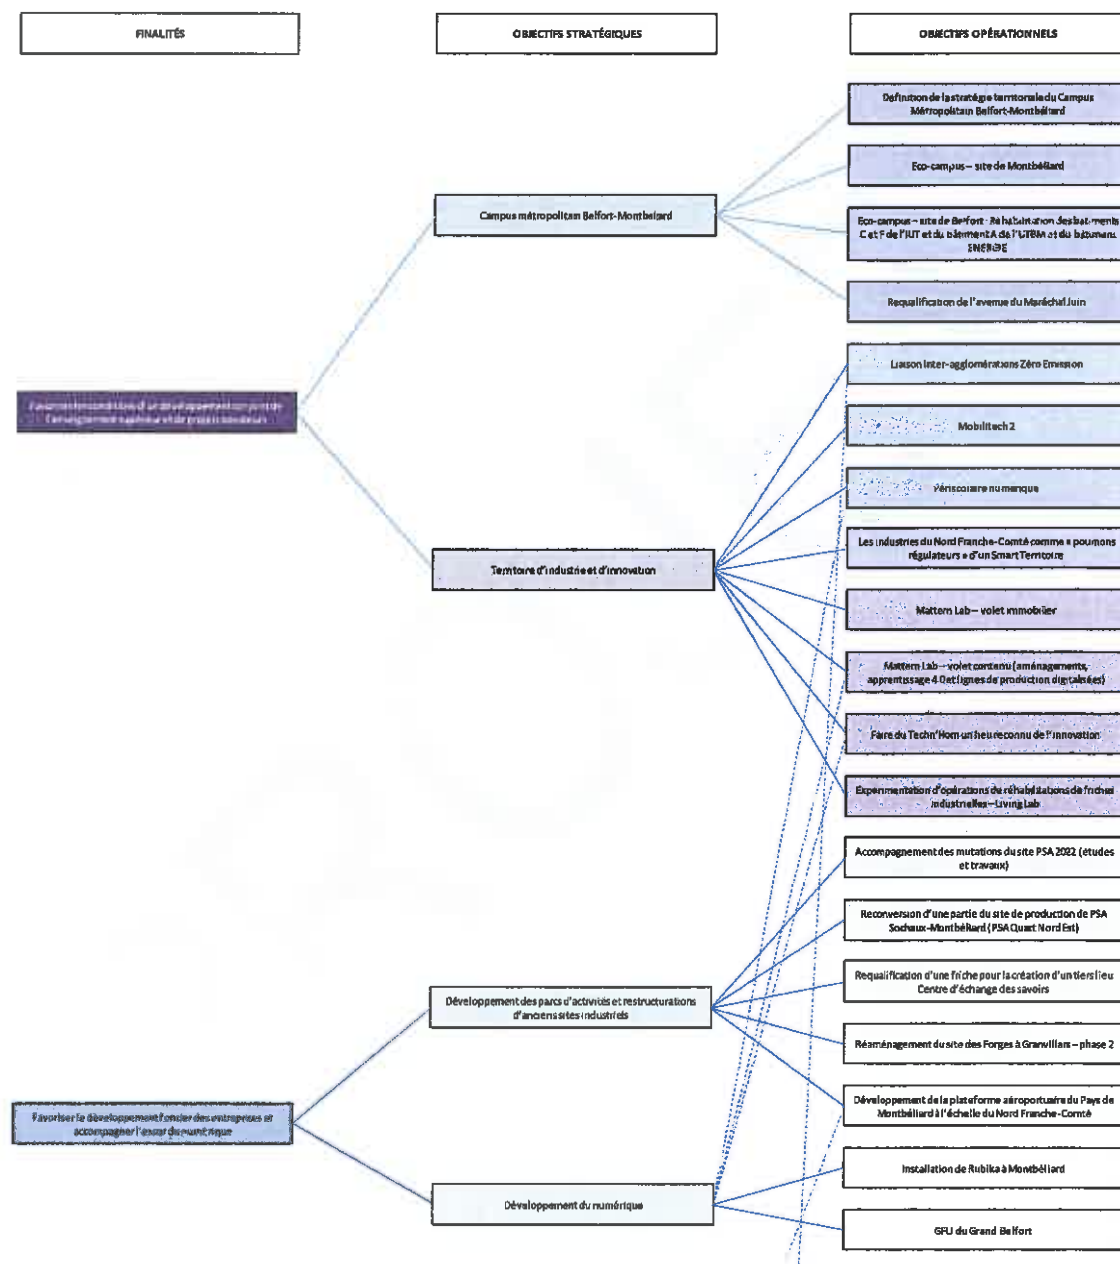 FINALITÉS
OBJECTIFS STRATÉGIQUES
OBJECTIFS OPÉRATIONNELS
Définition de la stratégie territoriale du Campus
Métropolitain Belfort-Montbéliard
Eco-campus – site de Montbéliard
Campus métropolitain Belfort-Montbéliard
Eco-campus – site de Belfort - Réhabilitation des batiments
C et F de l'IUT et du bâtiment A de l'UTBM et du bâtiment
ENERGIE
Requalification de l'avenue du Maréchal Juin
Liaison Inter-agglomérations Zéro Emission
l'enseignement supérieur et de projets innovants
Mobilitech 2
Périscolaire numérique
Les industries du Nord Franche-Comté comme « poumons
régulateurs » d'un Smart Territoire
Territoire d'industrie et d'innovation
Mattern Lab – volet immobilier
Mattern Lab – volet contenu (aménagements,
apprentissage 4.0 et lignes de production digitalisées)
Faire du Techn'Hom un lieu reconnu de l'innovation
Expérimentation d'opérations de réhabilitations de friches
industrielles – Living Lab
Accompagnement des mutations du site PSA 2022 (études
et travaux)
Reconversion d'une partie du site de production de PSA
Sochaux-Montbéliard (PSA Quart Nord Est)
Requalification d'une friche pour la création d'un tiers lieu
Centre d'échange des savoirs
Développement des parcs d'activités et restructurations
d'anciens sites industriels
Réaménagement du site des Forges à Granvillars – phase 2
Développement de la plateforme aéroportuaire du Pays de
Montbéliard à l'échelle du Nord Franche-Comté
Favoriser le développement foncier des entreprises et
accompagner l'essor du numérique
Installation de Rubika à Montbéliard
Développement du numérique
GFU du Grand Belfort